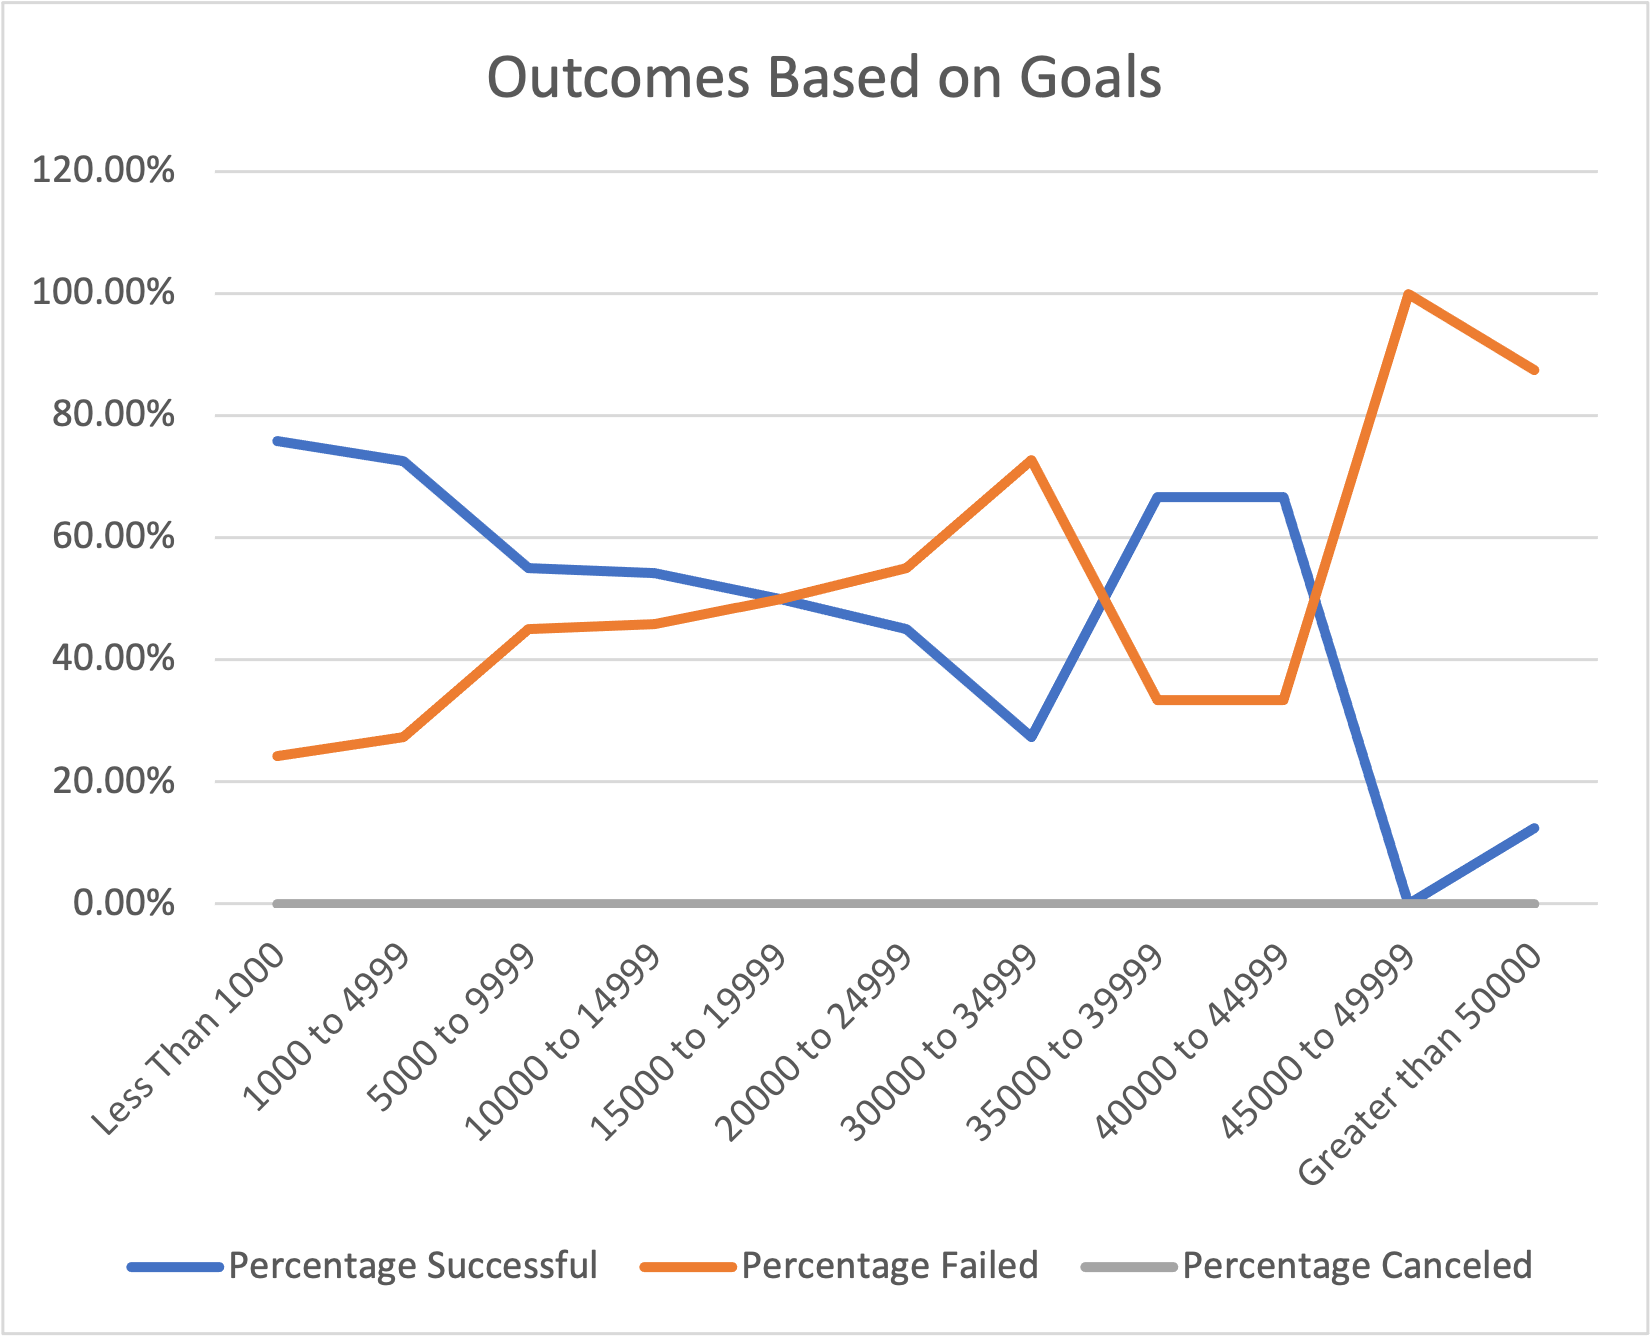 Outcomes Based on Goals
120.00%
100.00%
80.00%
60.00%
40.00%
20.00%
0.00%
Less Than 1000
1000 to 4999
5000 to 9999
10000 to 14999
15000 to 19999
20000 to 24999
30000 to 34999
35000 to 39999
40000 to 44999
45000 to 49999
Greater than 50000
Percentage Successful
Percentage Failed
Percentage Canceled